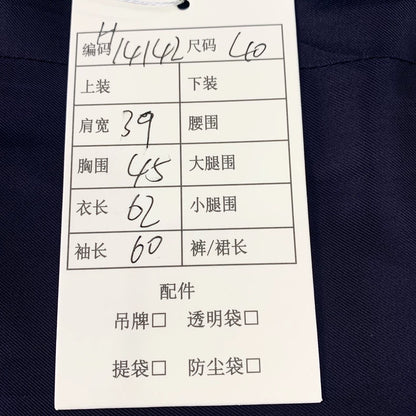 编码 H14142 尺码 40
上装 下装
肩宽 39 腰围
胸围 45 大腿围
衣长 62 小腿围
袖长 60 裤/裙长
配件
吊牌□ 透明袋□
提袋□ 防尘袋□